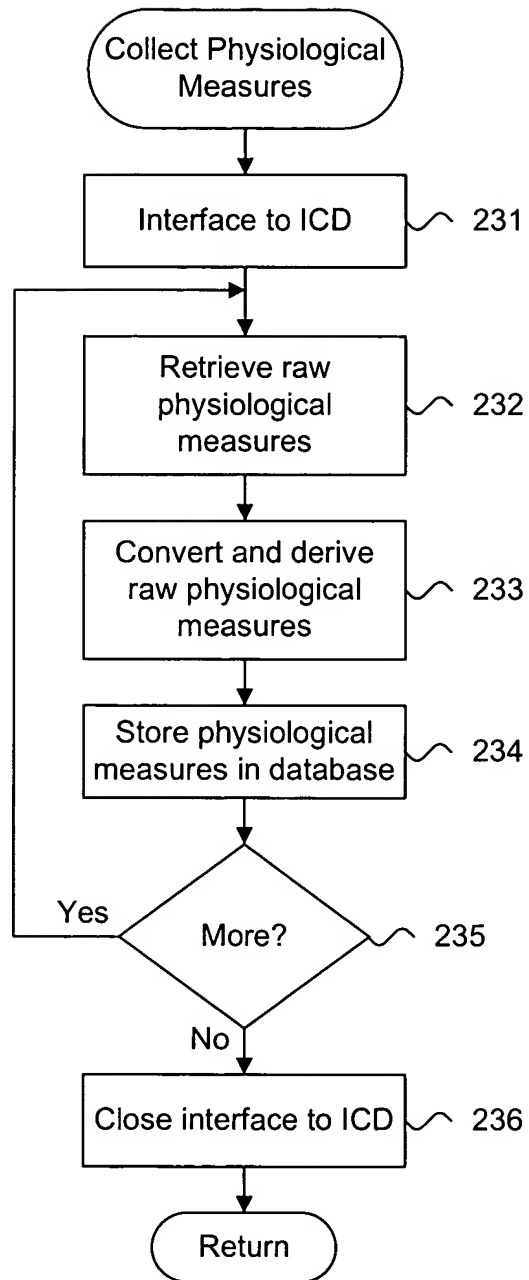 Collect Physiological
Measures
Interface to ICD
231
Retrieve raw
physiological
measures
232
Convert and derive
raw physiological
measures
233
Store physiological
measures in database
234
Yes
More?
235
No
Close interface to ICD
236
Return